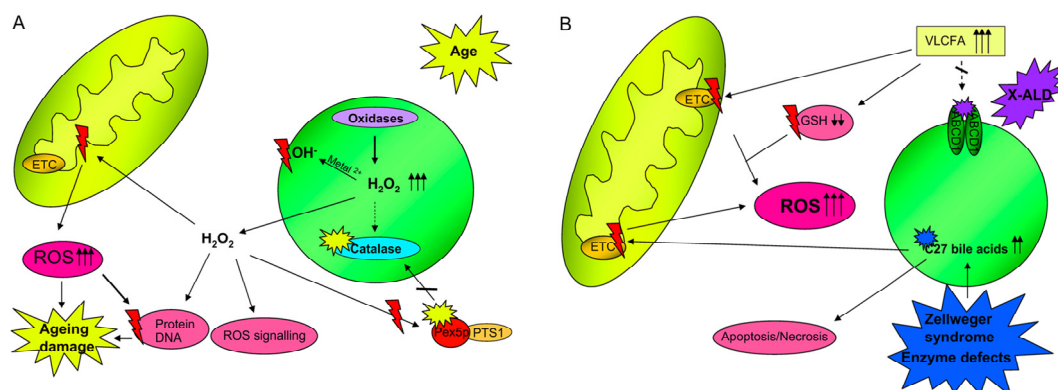 A
Age
Oxidases
OH-
Metal 2+
H2O2
ETC
H2O2
Catalase
ROS
Ageing
damage
Protein
DNA
ROS signalling
Pex5p
PTS1
B
VLCFA
X-ALD
ETC
GSH
ABCD1
ABCD1
ROS
ETC
C27 bile acids
Apoptosis/Necrosis
Zellweger
syndrome
Enzyme defects